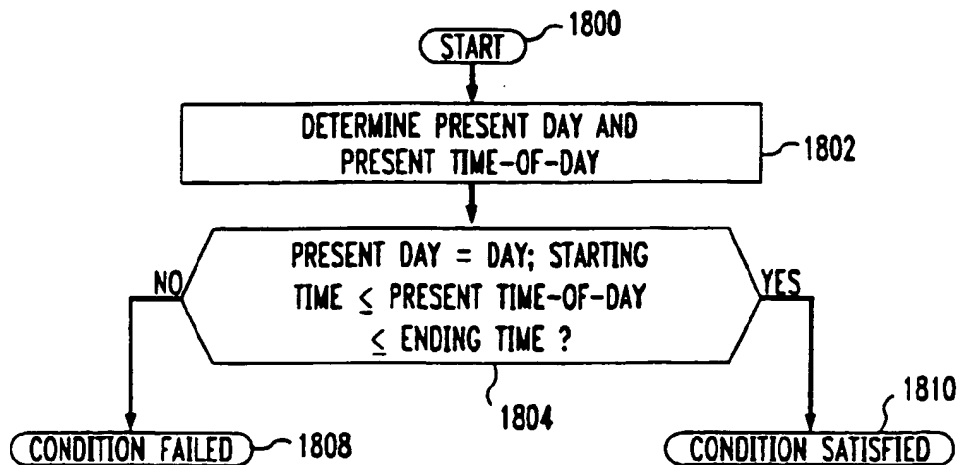 1800
START
DETERMINE PRESENT DAY AND
PRESENT TIME-OF-DAY
1802
PRESENT DAY = DAY; STARTING
TIME ≤ PRESENT TIME-OF-DAY
≤ ENDING TIME ?
NO
YES
1804
CONDITION FAILED
1808
1810
CONDITION SATISFIED